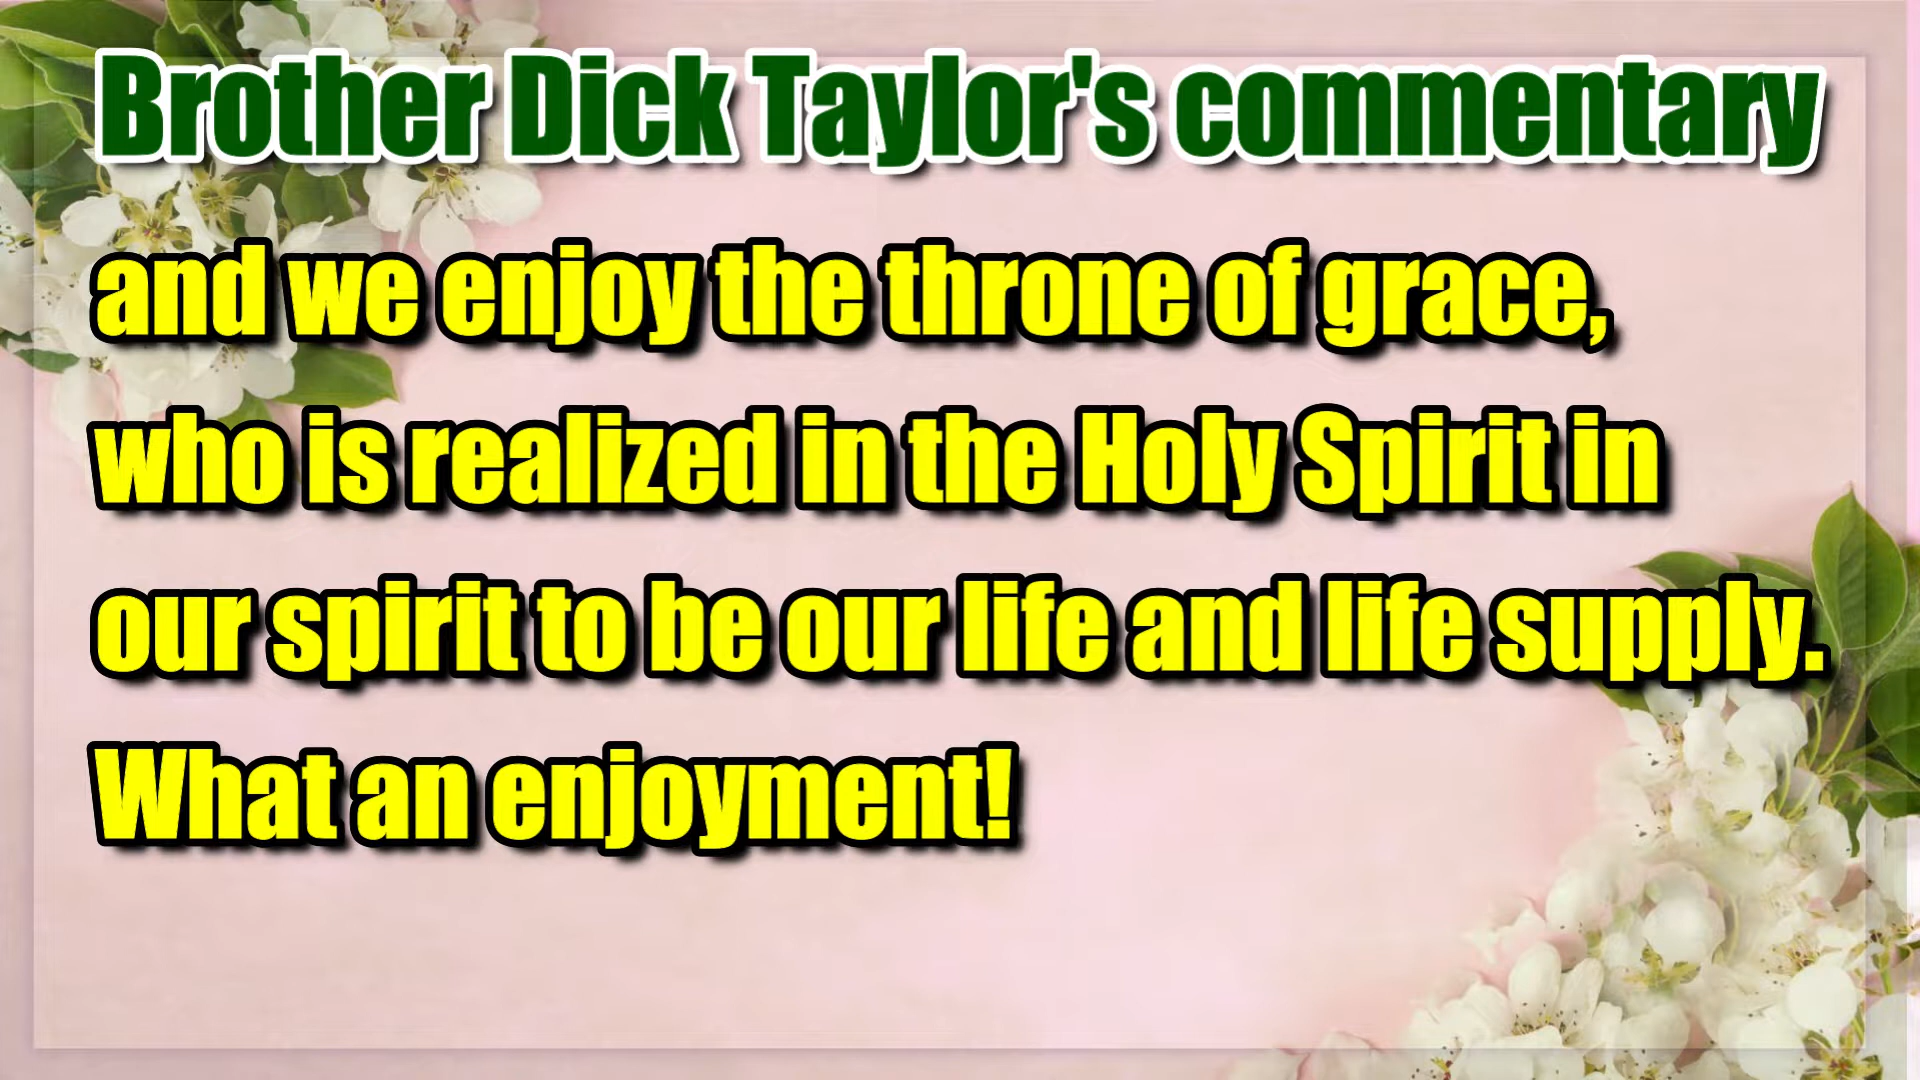 Brother Dick Taylor's commentary
and we enjoy the throne of grace,
who is realized in the Holy Spirit in
our spirit to be our life and life supply.
What an enjoyment!